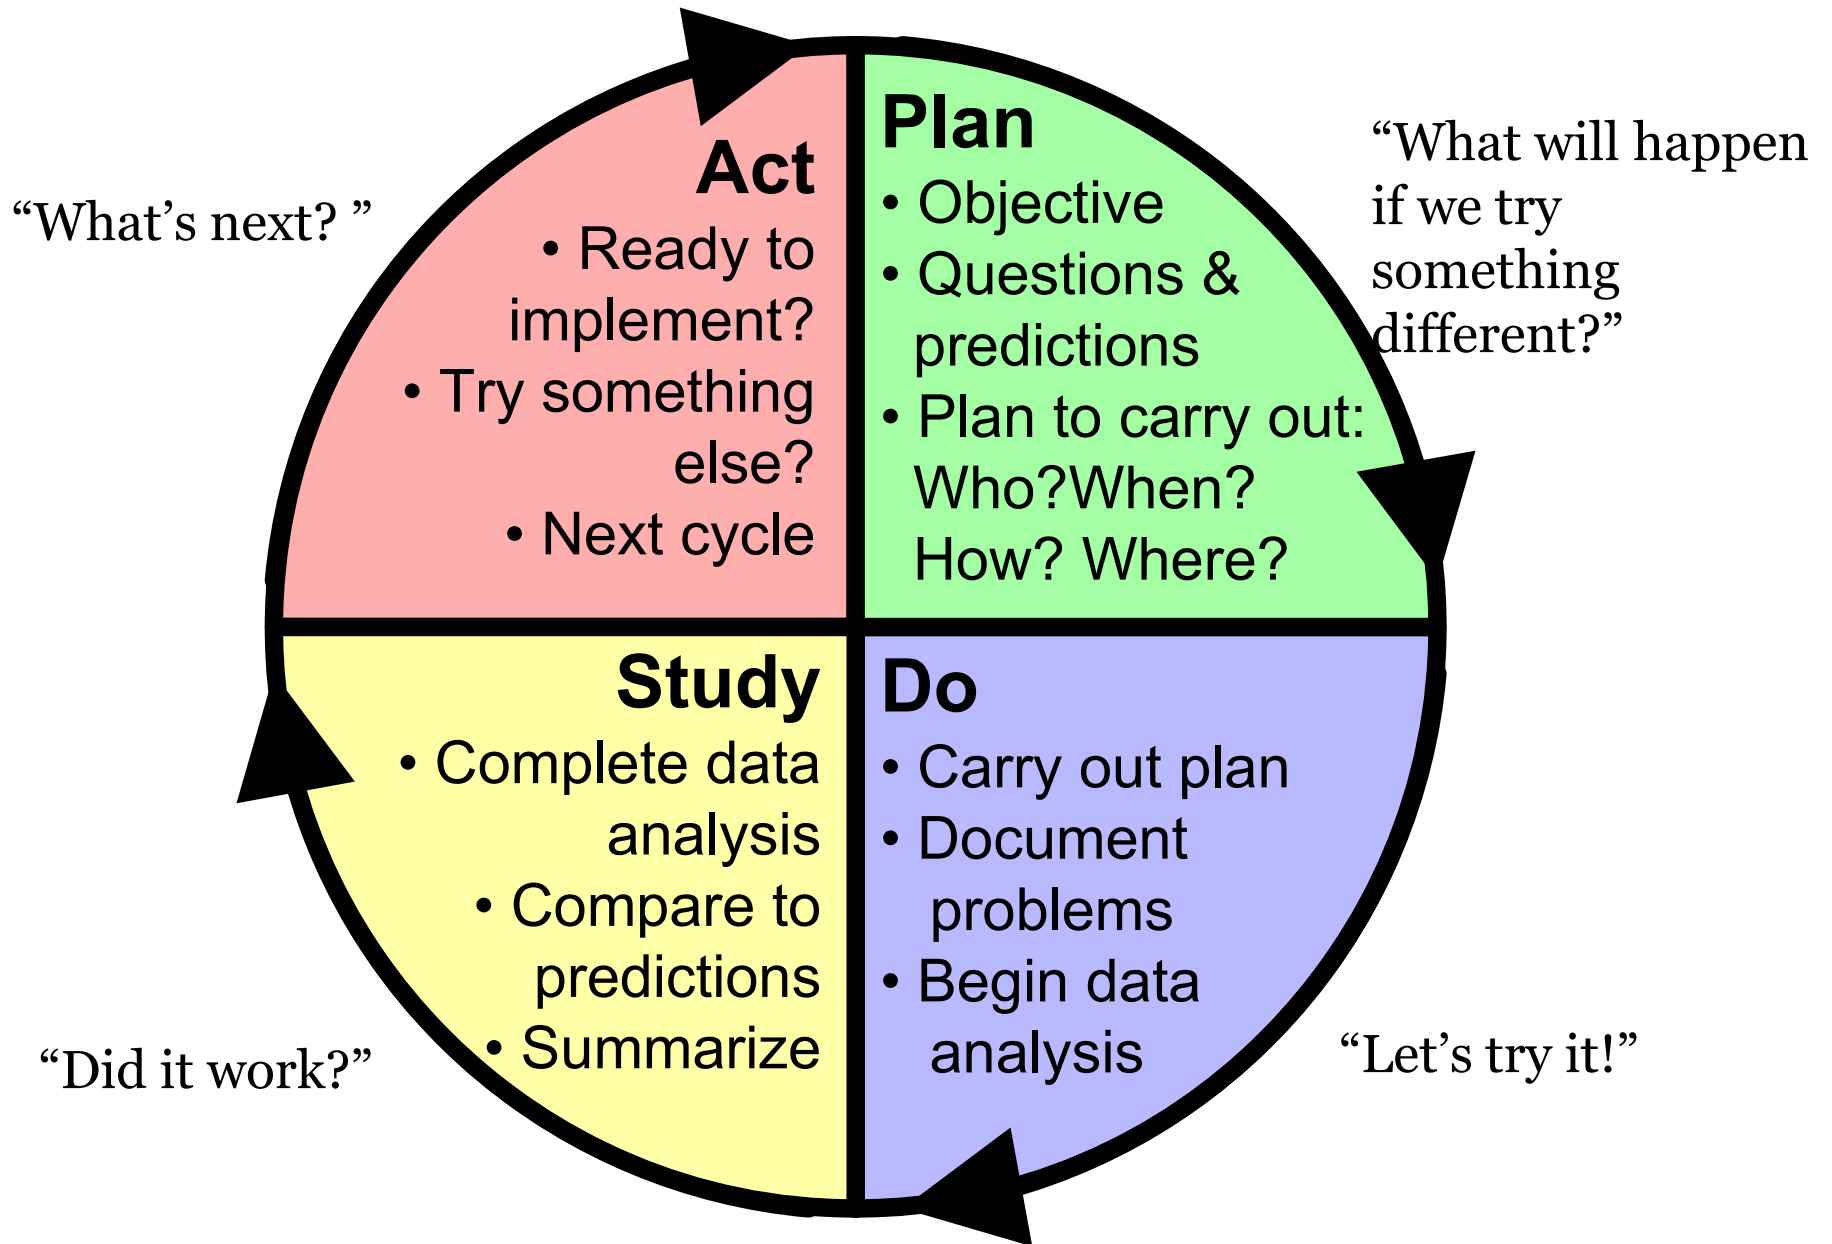 Plan
• Objective
• Questions &
predictions
• Plan to carry out:
Who?When?
How? Where?
“What will happen
if we try
something
different?”
Do
• Carry out plan
• Document
problems
• Begin data
analysis
“Let’s try it!”
Study
• Complete data
analysis
• Compare to
predictions
• Summarize
“Did it work?”
Act
• Ready to
implement?
• Try something
else?
• Next cycle
“What’s next? ”